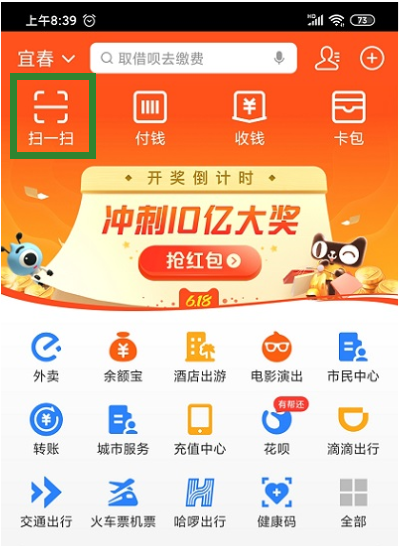 上午8:39
HD 73
宜春
取借呗去缴费
扫一扫 付钱 收钱 卡包
开奖倒计时
冲刺10亿大奖
抢红包
6.18
外卖 余额宝 酒店出游 电影演出 市民中心
有帮还
转账 城市服务 充值中心 花呗 滴滴出行
交通出行 火车票机票 哈啰出行 健康码 全部